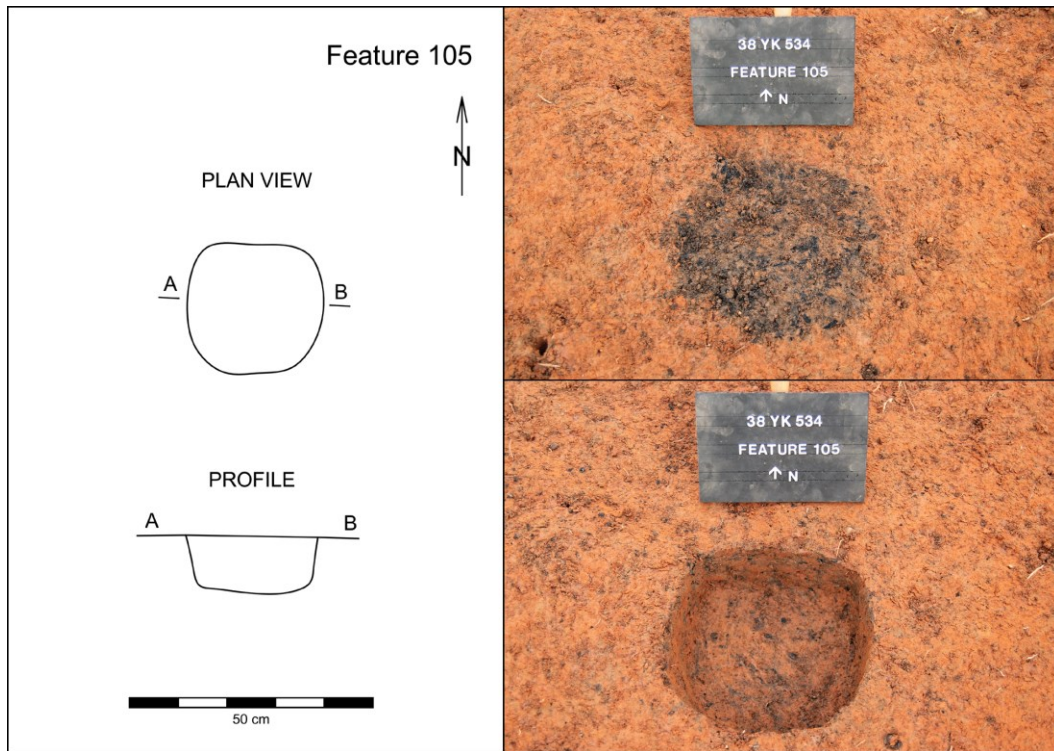 Feature 105
N
PLAN VIEW
A
B
PROFILE
A
B
50 cm
38 YK 534
FEATURE 105
↑ N
38 YK 534
FEATURE 105
↑ N